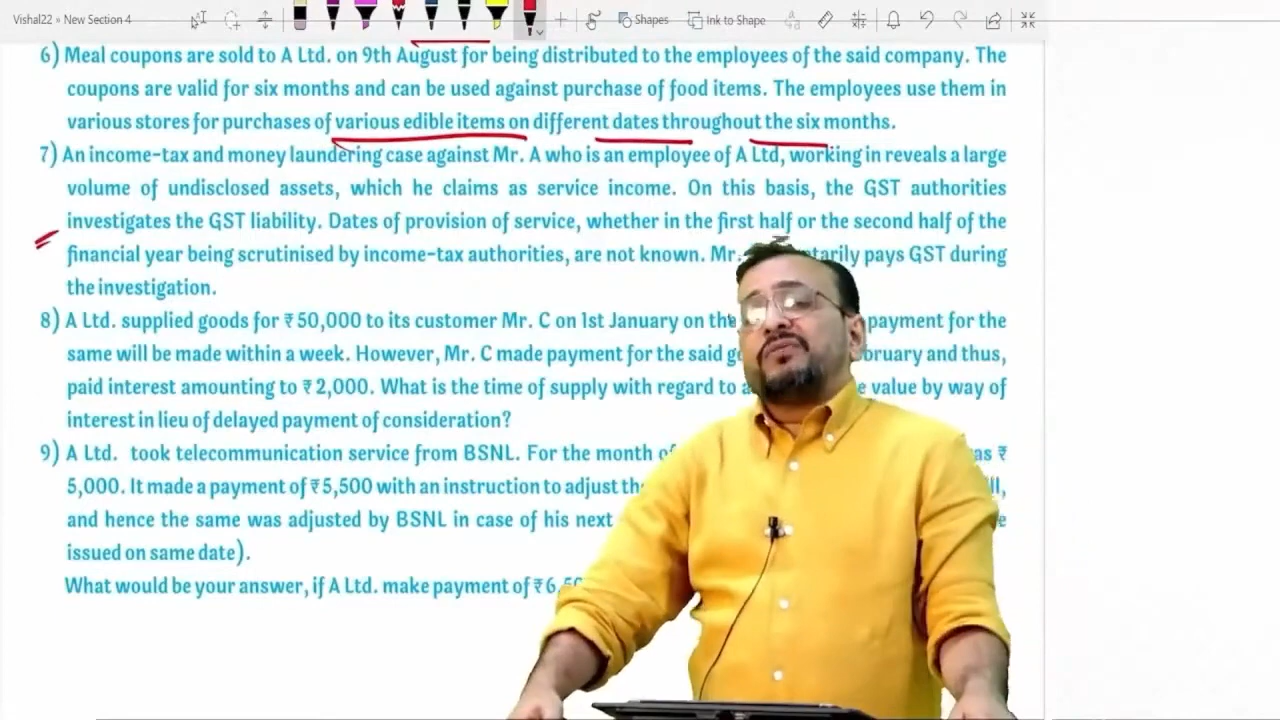 Vishal22 » New Section 4
Shapes
Ink to Shape
6) Meal coupons are sold to A Ltd. on 9th August for being distributed to the employees of the said company. The
coupons are valid for six months and can be used against purchase of food items. The employees use them in
various stores for purchases of various edible items on different dates throughout the six months.
7) An income-tax and money laundering case against Mr. A who is an employee of A Ltd, working in reveals a large
volume of undisclosed assets, which he claims as service income. On this basis, the GST authorities
investigates the GST liability. Dates of provision of service, whether in the first half or the second half of the
financial year being scrutinised by income-tax authorities, are not known. Mr. pays GST during
the investigation.
8) A Ltd. supplied goods for ₹50,000 to its customer Mr. C on 1st January on the payment for the
same will be made within a week. However, Mr. C made payment for the said and thus,
paid interest amounting to ₹2,000. What is the time of supply with regard to value by way of
interest in lieu of delayed payment of consideration?
9) A Ltd. took telecommunication service from BSNL. For the month ₹
5,000. It made a payment of ₹5,500 with an instruction to adjust
and hence the same was adjusted by BSNL in case of his next
issued on same date).
What would be your answer, if A Ltd. make payment of